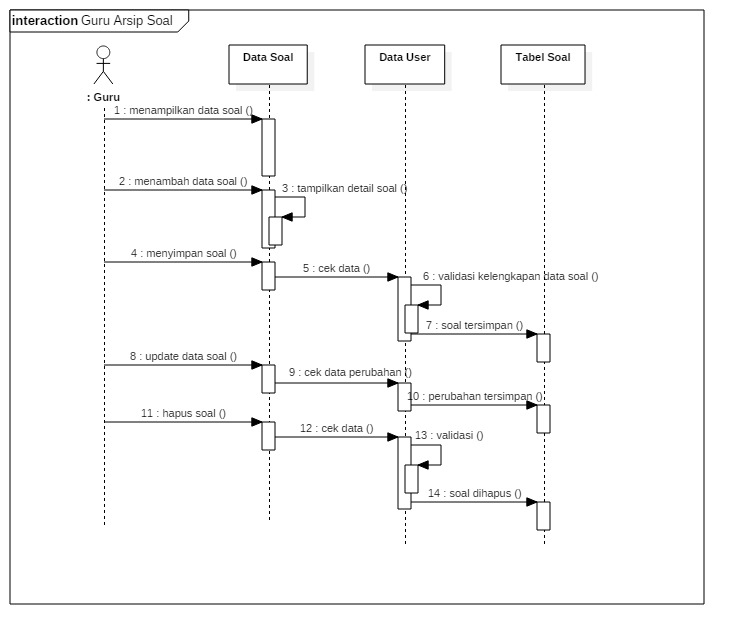 interaction Guru Arsip Soal
Data Soal
Data User
Tabel Soal
: Guru
1 : menampilkan data soal ()
2 : menambah data soal ()
3 : tampilkan detail soal ()
4 : menyimpan soal ()
5 : cek data ()
6 : validasi kelengkapan data soal ()
7 : soal tersimpan ()
8 : update data soal ()
9 : cek data perubahan ()
10 : perubahan tersimpan ()
11 : hapus soal ()
12 : cek data ()
13 : validasi ()
14 : soal dihapus ()